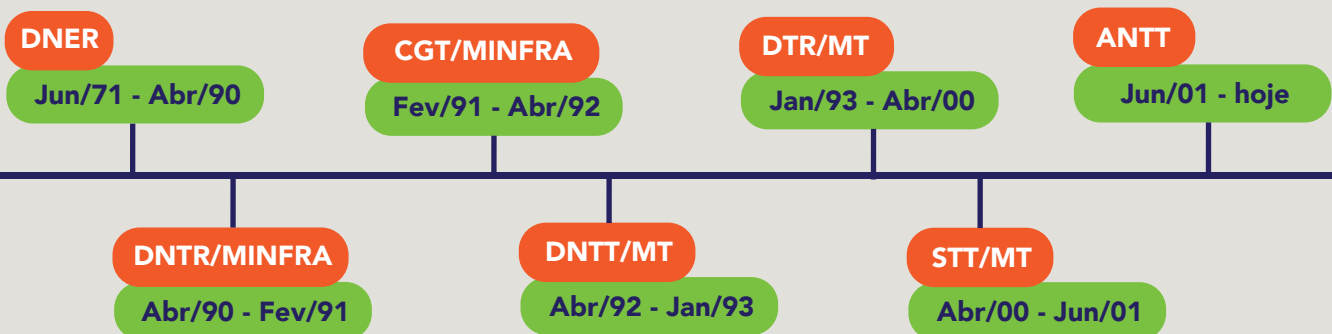 DNER
Jun/71 - Abr/90
DNTR/MINFRA
Abr/90 - Fev/91
CGT/MINFRA
Fev/91 - Abr/92
DNTT/MT
Abr/92 - Jan/93
DTR/MT
Jan/93 - Abr/00
STT/MT
Abr/00 - Jun/01
ANTT
Jun/01 - hoje